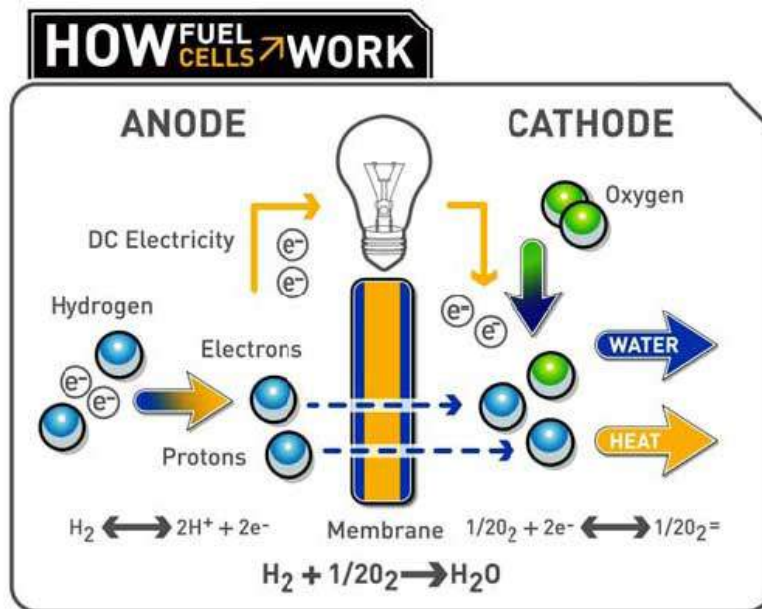 HOW FUEL CELLS WORK
ANODE
CATHODE
Oxygen
DC Electricity
e-
e-
Hydrogen
e-
e-
Electrons
e-
e-
WATER
Protons
HEAT
H₂ ⟷ 2H⁺ + 2e-
Membrane
1/2O₂ + 2e- ⟷ 1/2O₂=
H₂ + 1/2O₂ → H₂O